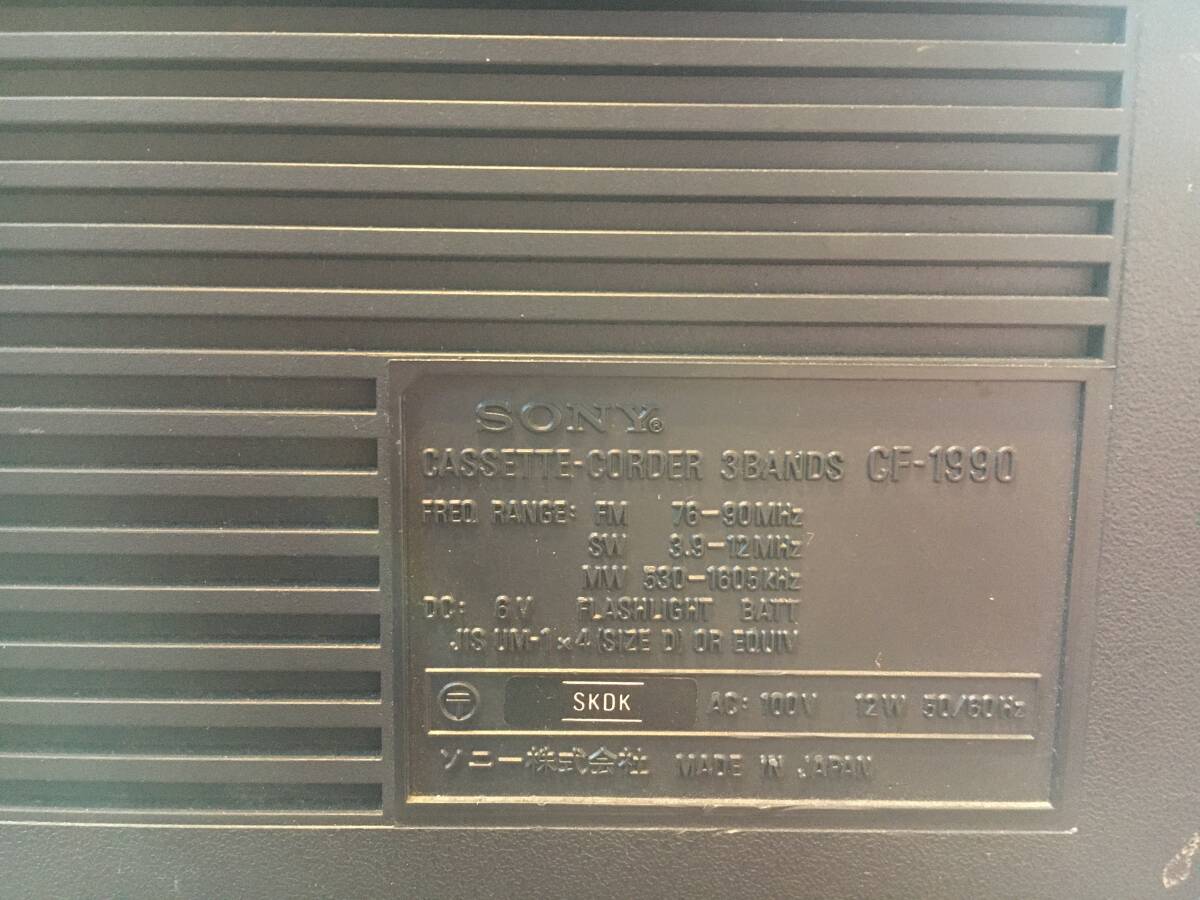 SONY®
CASSETTE-CORDER 3BANDS CF-1990
FREQ. RANGE: FM 76-90MHz
SW 3.9-12MHz
MW 530-1605kHz
DC: 6V FLASHLIGHT BATT
JIS UM-1×4 (SIZE D) OR EQUIV
〒 SKDK AC: 100V 12W 50/60Hz
ソニー株式会社 MADE IN JAPAN